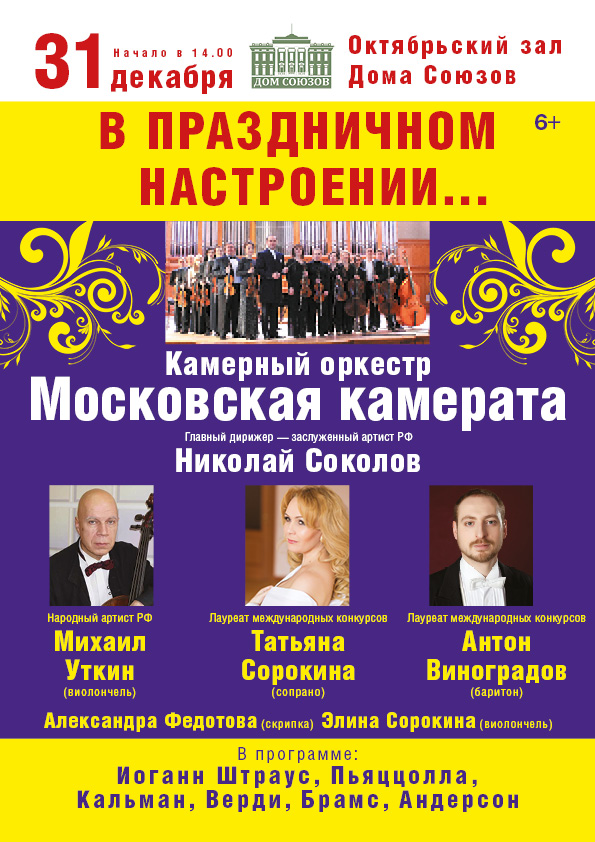 31
Начало в 14.00
декабря
ДОМ СОЮЗОВ
Октябрьский зал
Дома Союзов
В ПРАЗДНИЧНОМ
НАСТРОЕНИИ...
6+
Камерный оркестр
Московская камерата
Главный дирижер — заслуженный артист РФ
Николай Соколов
Народный артист РФ
Михаил
Уткин
(виолончель)
Лауреат международных конкурсов
Татьяна
Сорокина
(сопрано)
Лауреат международных конкурсов
Антон
Виноградов
(баритон)
Александра Федотова (скрипка) Элина Сорокина (виолончель)
В программе:
Иоганн Штраус, Пьяццолла,
Кальман, Верди, Брамс, Андерсон